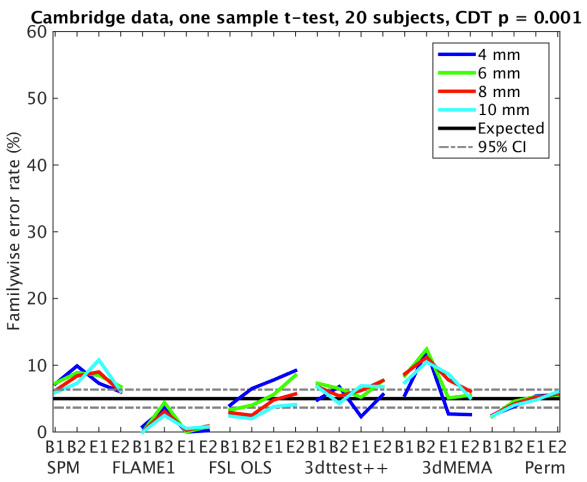 Cambridge data, one sample t-test, 20 subjects, CDT p = 0.001
Familywise error rate (%)
60
50
40
30
20
10
0
4 mm
6 mm
8 mm
10 mm
Expected
95% CI
B1 B2 E1 E2 B1 B2 E1 E2 B1 B2 E1 E2 B1 B2 E1 E2 B1 B2 E1 E2 B1 B2 E1 E2
SPM FLAME1 FSL OLS 3dttest++ 3dMEMA Perm